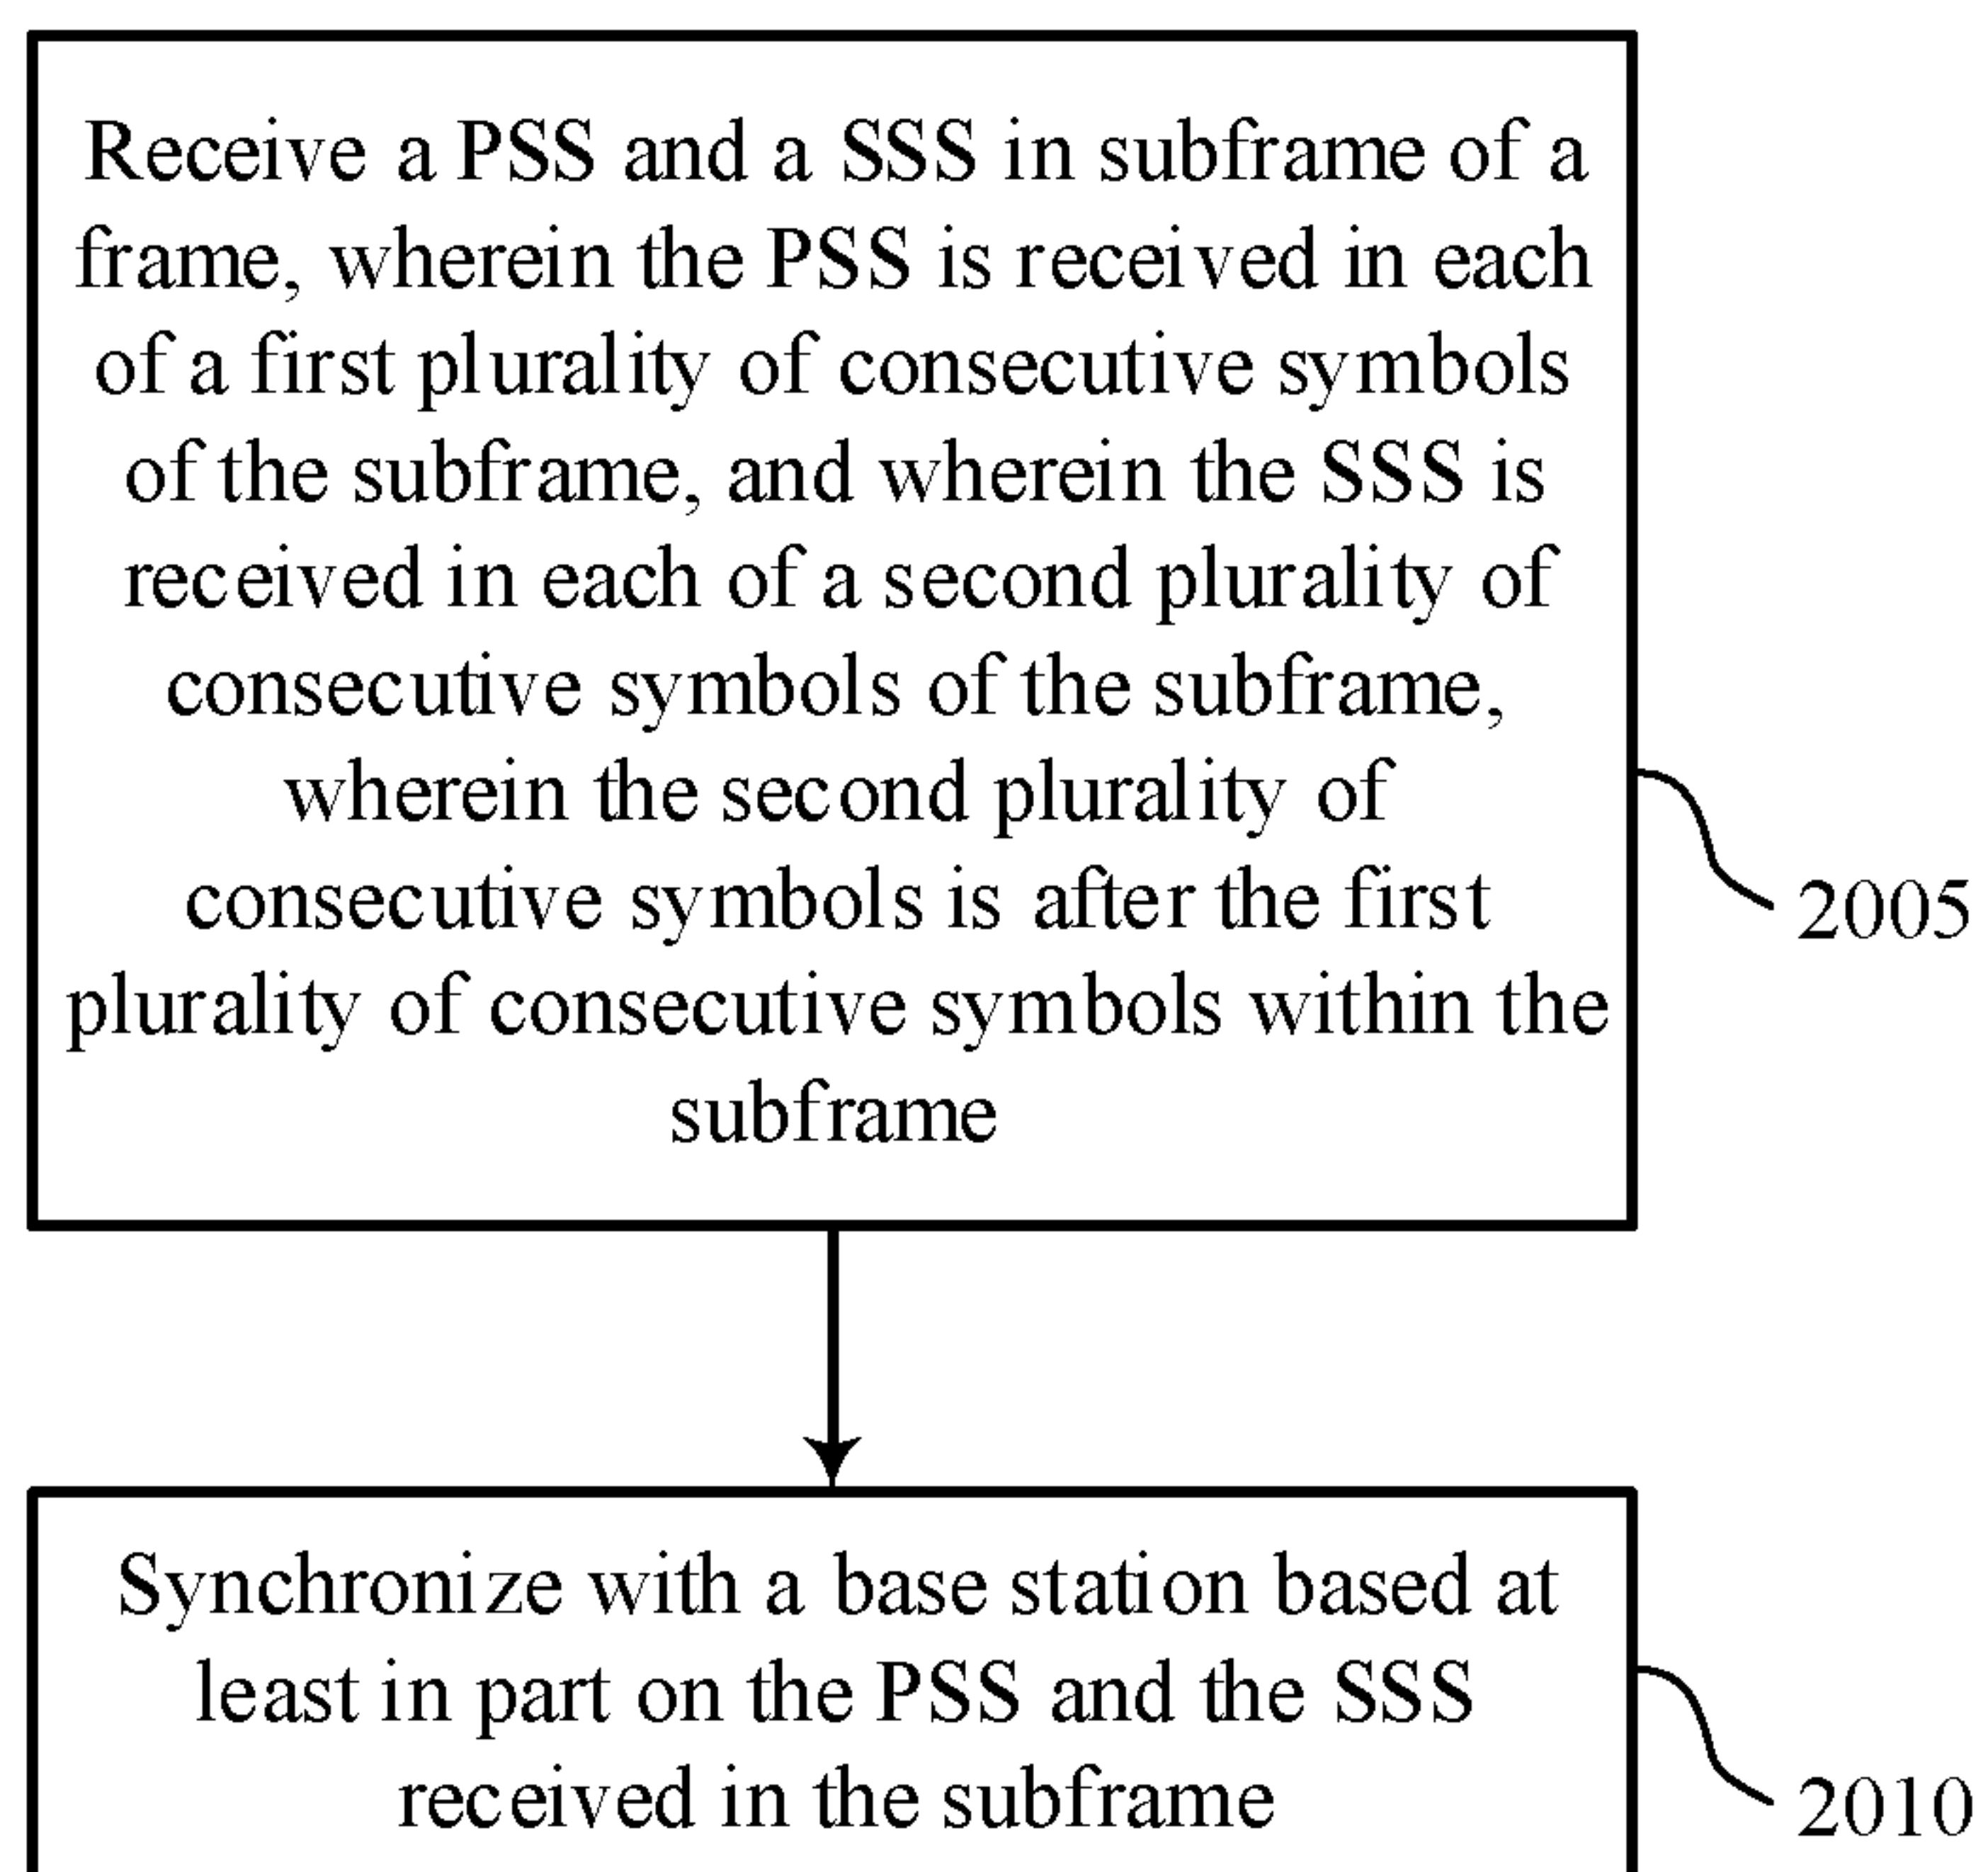 Receive a PSS and a SSS in subframe of a
frame, wherein the PSS is received in each
of a first plurality of consecutive symbols
of the subframe, and wherein the SSS is
received in each of a second plurality of
consecutive symbols of the subframe,
wherein the second plurality of
consecutive symbols is after the first
plurality of consecutive symbols within the
subframe
2005
Synchronize with a base station based at
least in part on the PSS and the SSS
received in the subframe
2010